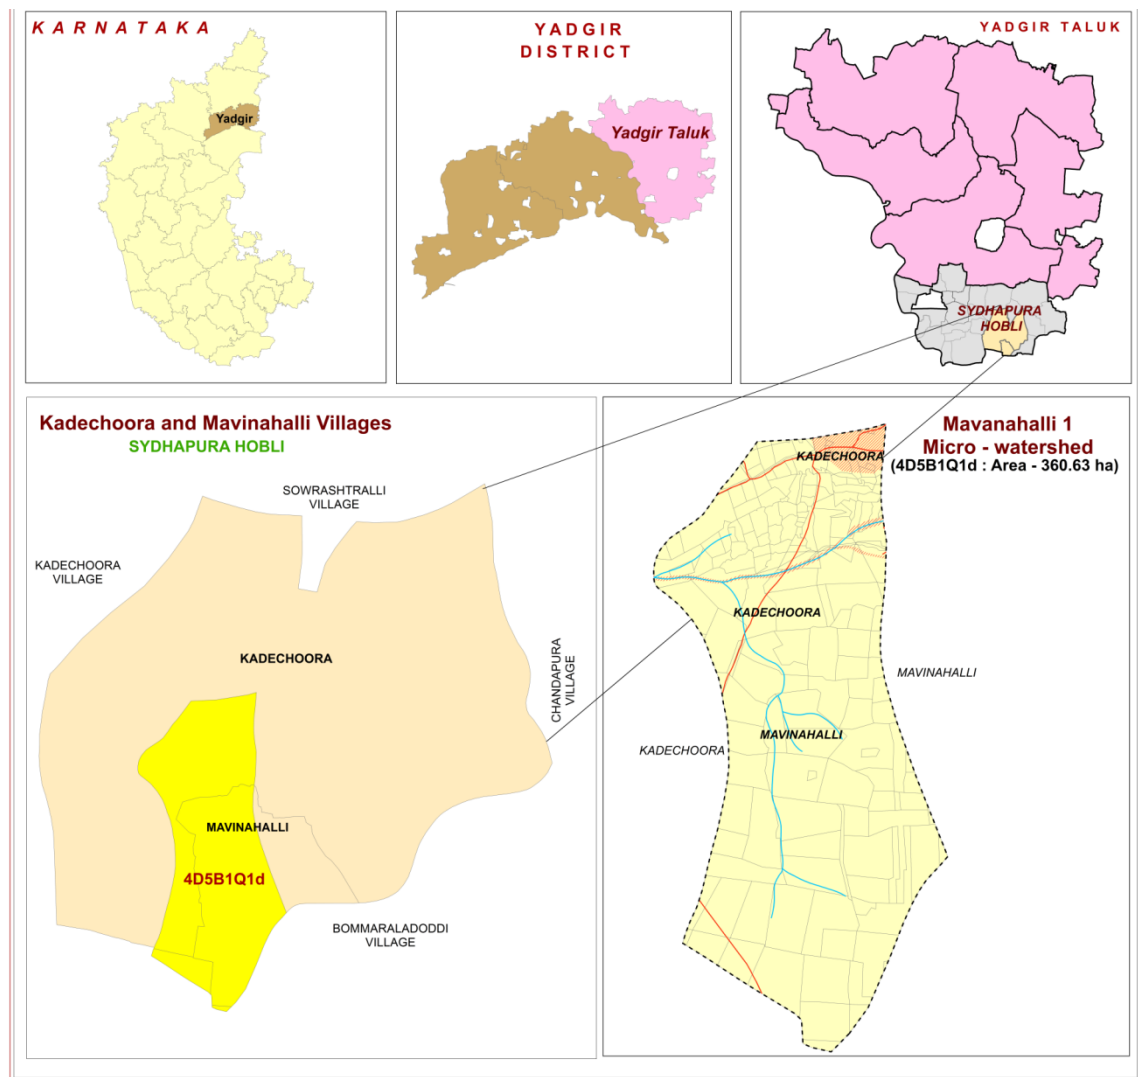 KARNATAKA
Yadgir
YADGIR
DISTRICT
Yadgir Taluk
YADGIR TALUK
SYDHAPURA
HOBLI
Kadechoora and Mavinahalli Villages
SYDHAPURA HOBLI
SOWRASHTRALLI
VILLAGE
KADECHOORA
VILLAGE
KADECHOORA
CHANDAPURA
VILLAGE
MAVINAHALLI
4D5B1Q1d
BOMMARALADODDI
VILLAGE
Mavanahalli 1
Micro - watershed
(4D5B1Q1d : Area - 360.63 ha)
KADECHOORA
KADECHOORA
MAVINAHALLI
MAVINAHALLI
KADECHOORA